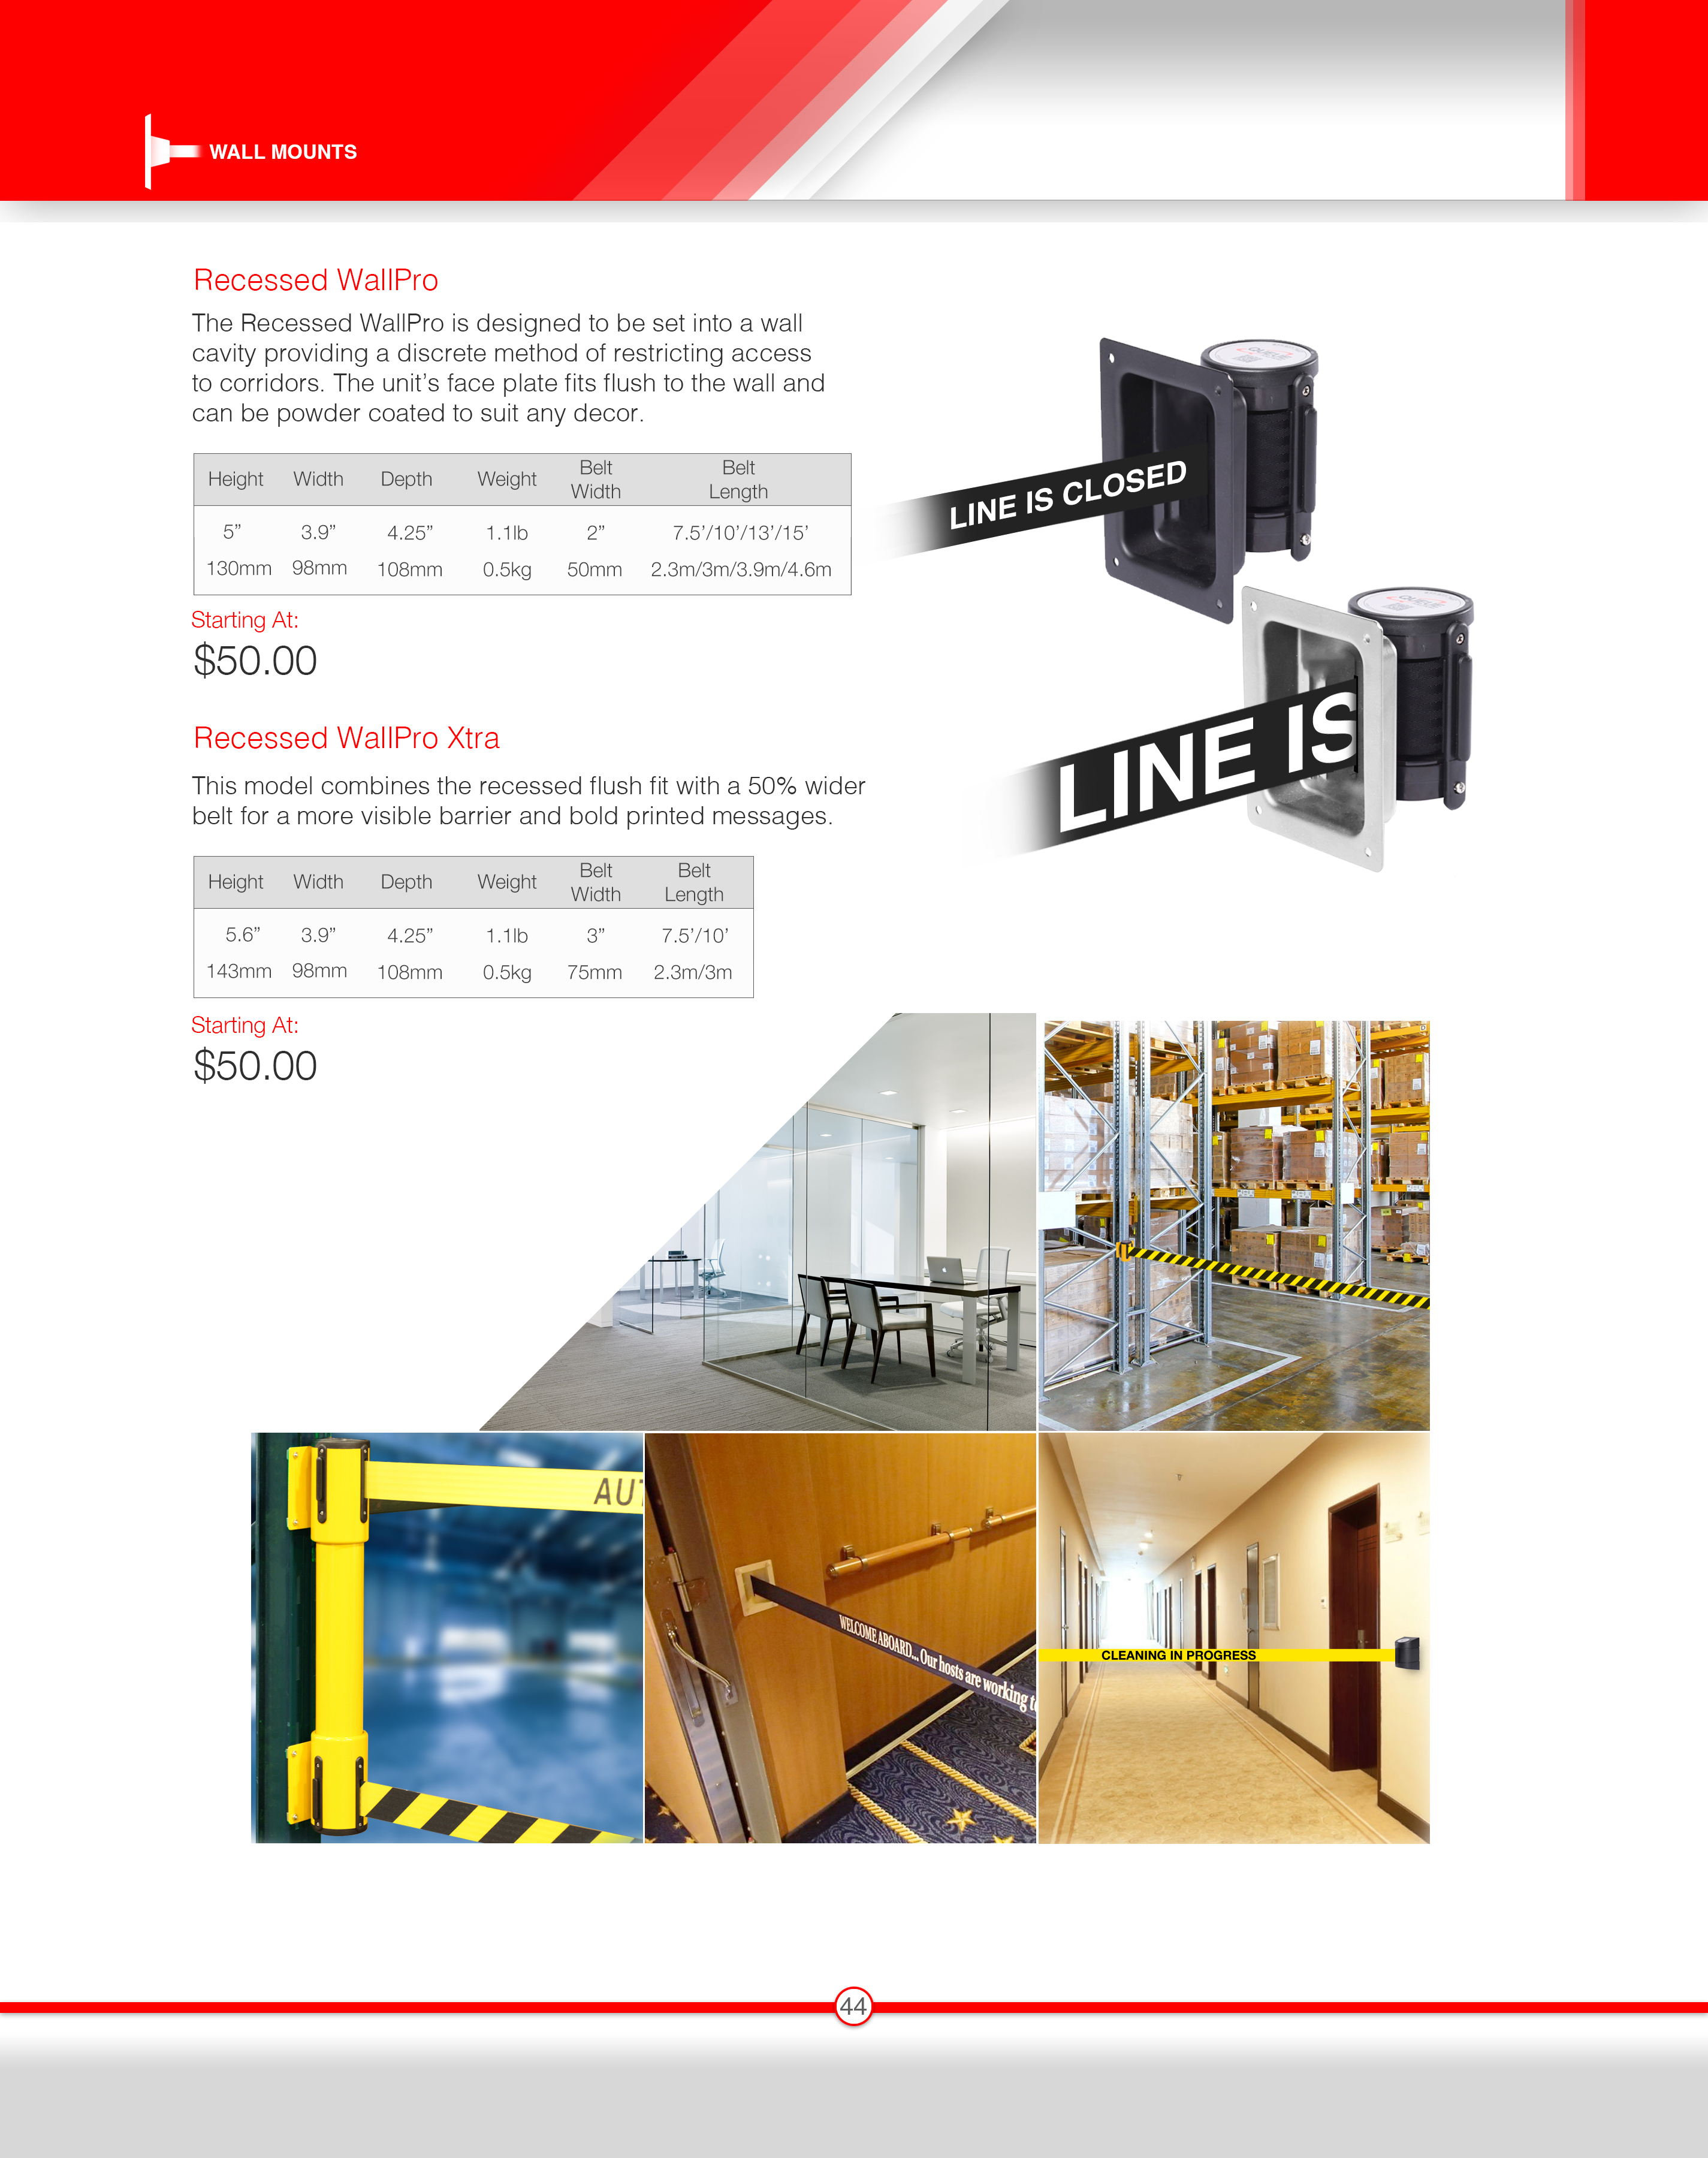 WALL MOUNTS
Recessed WallPro
The Recessed WallPro is designed to be set into a wall
cavity providing a discrete method of restricting access
to corridors. The unit’s face plate fits flush to the wall and
can be powder coated to suit any decor.
Height Width Depth Weight Belt Width Belt Length
5” 3.9” 4.25” 1.1lb 2” 7.5’/10’/13’/15’
130mm 98mm 108mm 0.5kg 50mm 2.3m/3m/3.9m/4.6m
Starting At:
$50.00
LINE IS CLOSED
LINE IS
Recessed WallPro Xtra
This model combines the recessed flush fit with a 50% wider
belt for a more visible barrier and bold printed messages.
Height Width Depth Weight Belt Width Belt Length
5.6” 3.9” 4.25” 1.1lb 3” 7.5’/10’
143mm 98mm 108mm 0.5kg 75mm 2.3m/3m
Starting At:
$50.00
AUT
WELCOME ABOARD... Our hosts are working to
CLEANING IN PROGRESS
44